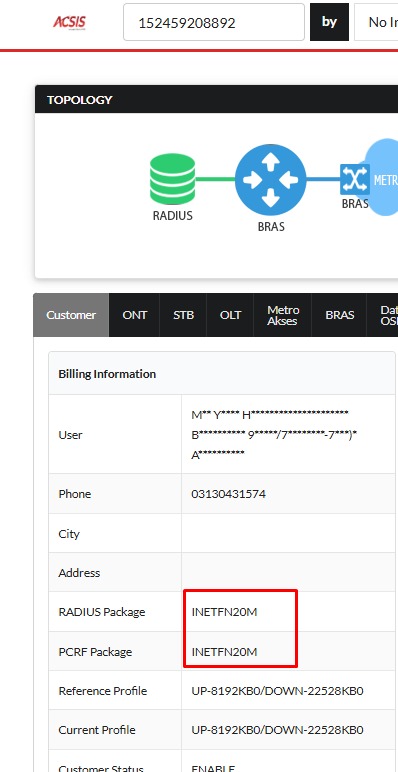 ACSIS
152459208892
by
No In
TOPOLOGY
METR
RADIUS
BRAS
BRAS
Customer
ONT
STB
OLT
Metro
Akses
BRAS
Dat
OSI
Billing Information
User
M** Y**** H*********************
B********** 9*****/7********-7***)*
A**********
Phone
03130431574
City
Address
RADIUS Package
INETFN20M
PCRF Package
INETFN20M
Reference Profile
UP-8192KB0/DOWN-22528KB0
Current Profile
UP-8192KB0/DOWN-22528KB0
Customer Status
ENABLE